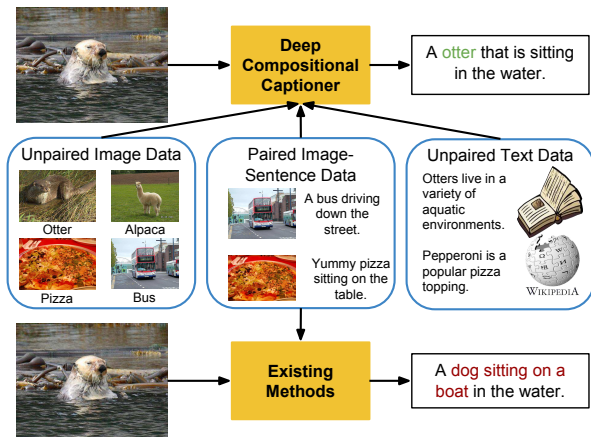 Deep
Compositional
Captioner
A otter that is sitting
in the water.
Unpaired Image Data
Otter
Alpaca
Pizza
Bus
Paired Image-
Sentence Data
A bus driving
down the
street.
Yummy pizza
sitting on the
table.
Unpaired Text Data
Otters live in a
variety of
aquatic
environments.
Pepperoni is a
popular pizza
topping.
WIKIPEDIA
Existing
Methods
A dog sitting on a
boat in the water.